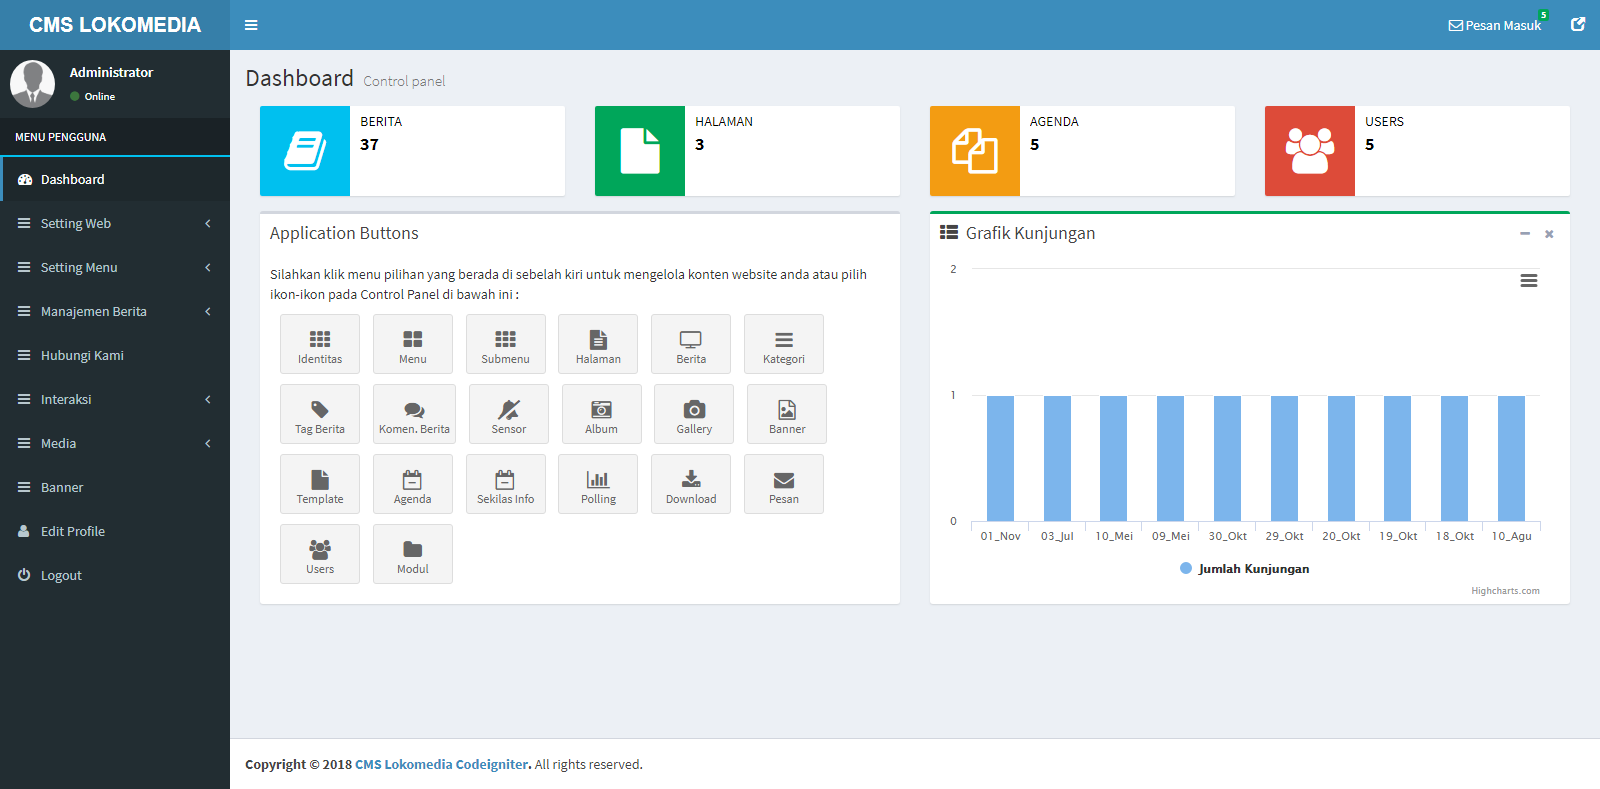 CMS LOKOMEDIA
Pesan Masuk 5
Administrator
Online
MENU PENGGUNA
Dashboard
Setting Web
Setting Menu
Manajemen Berita
Hubungi Kami
Interaksi
Media
Banner
Edit Profile
Logout
Dashboard Control panel
BERITA
37
HALAMAN
3
AGENDA
5
USERS
5
Application Buttons
Silahkan klik menu pilihan yang berada di sebelah kiri untuk mengelola konten website anda atau pilih
ikon-ikon pada Control Panel di bawah ini :
Identitas Menu Submenu Halaman Berita Kategori
Tag Berita Komen. Berita Sensor Album Gallery Banner
Template Agenda Sekilas Info Polling Download Pesan
Users Modul
Grafik Kunjungan
2
1
0
01_Nov 03_Jul 10_Mei 09_Mei 30_Okt 29_Okt 20_Okt 19_Okt 18_Okt 10_Agu
Jumlah Kunjungan
Highcharts.com
Copyright © 2018 CMS Lokomedia Codeigniter. All rights reserved.